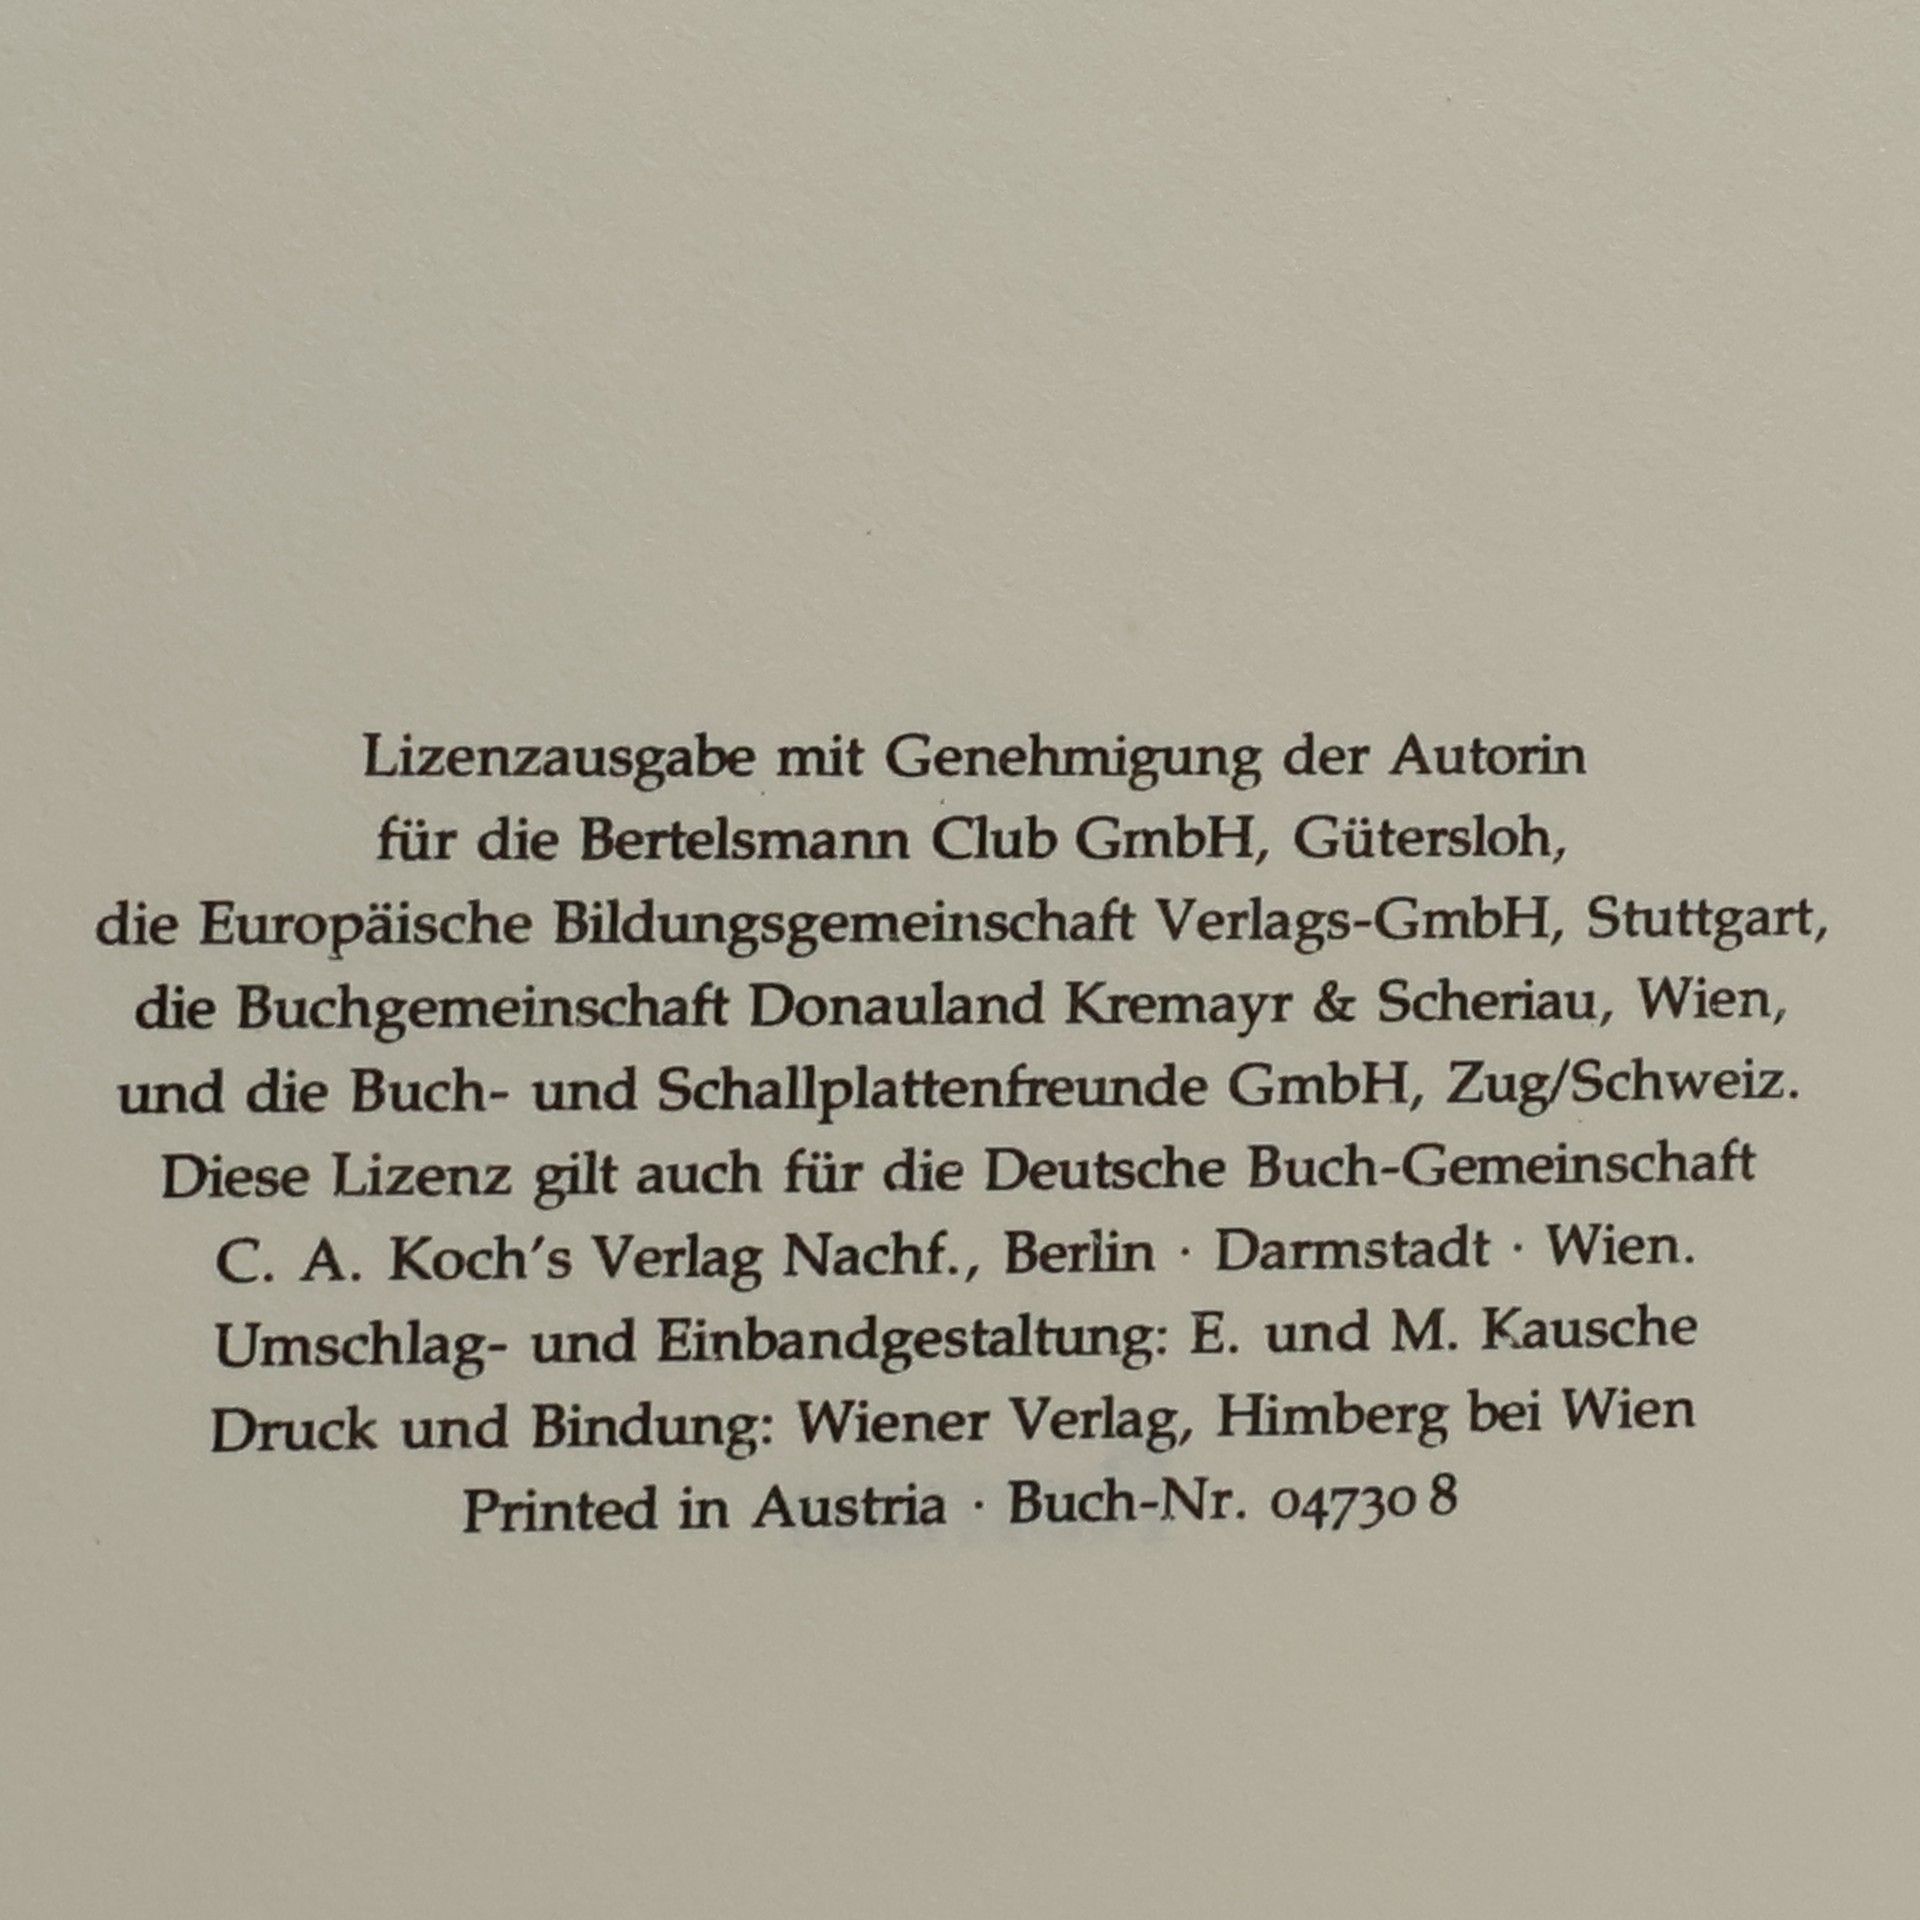 Lizenzausgabe mit Genehmigung der Autorin
für die Bertelsmann Club GmbH, Gütersloh,
die Europäische Bildungsgemeinschaft Verlags-GmbH, Stuttgart,
die Buchgemeinschaft Donauland Kremayr & Scheriau, Wien,
und die Buch- und Schallplattenfreunde GmbH, Zug/Schweiz.
Diese Lizenz gilt auch für die Deutsche Buch-Gemeinschaft
C. A. Koch's Verlag Nachf., Berlin · Darmstadt · Wien.
Umschlag- und Einbandgestaltung: E. und M. Kausche
Druck und Bindung: Wiener Verlag, Himberg bei Wien
Printed in Austria · Buch-Nr. 04730 8